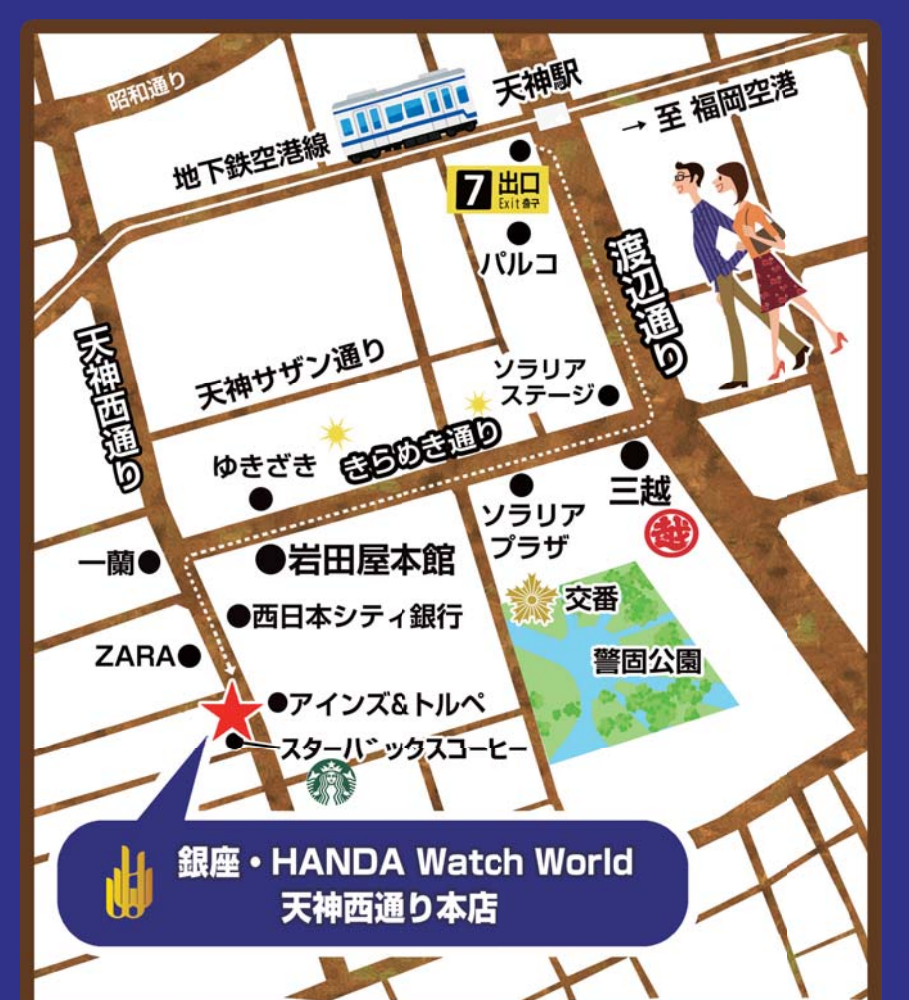 昭和通り
天神駅
→ 至 福岡空港
地下鉄空港線
7 出口
Exit 출구
パルコ
渡辺通り
天神西通り
天神サザン通り
ソラリア
ステージ
きらめき通り
ゆきざき
三越
越
ソラリア
プラザ
一蘭
岩田屋本館
交番
西日本シティ銀行
ZARA
警固公園
アインズ&トルペ
スターバックスコーヒー
銀座・HANDA Watch World
天神西通り本店